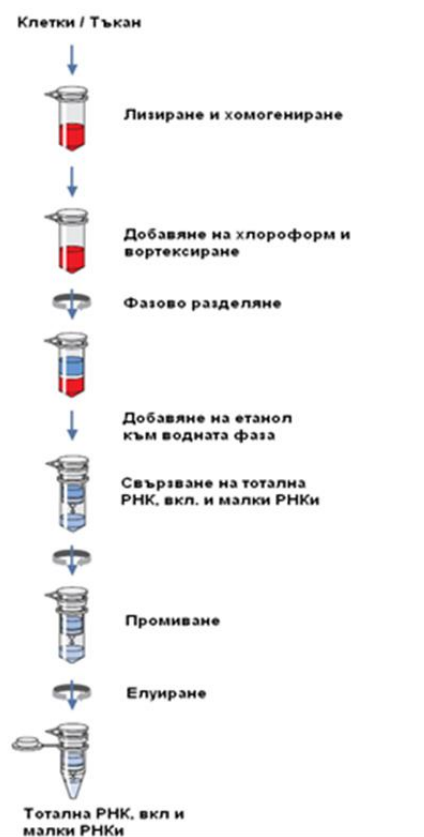 Клетки / Тъкан
Лизиране и хомогениране
Добавяне на хлороформ и
вортексиране
Фазово разделяне
Добавяне на етанол
към водната фаза
Свързване на тотална
РНК, вкл. и малки РНКи
Промиване
Елуиране
Тотална РНК, вкл и
малки РНКи